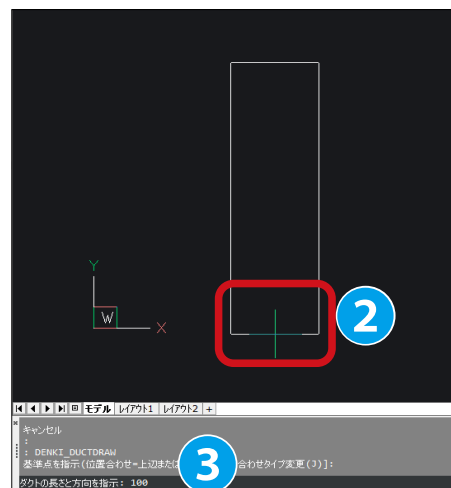 Y
W
X
2
モデル
レイアウト1
レイアウト2
+
キャンセル
:
: DENKI_DUCTDRAW
基準点を指示(位置合わせ=上辺または
合わせタイプ変更(J)]:
3
ダクトの長さと方向を指示: 100